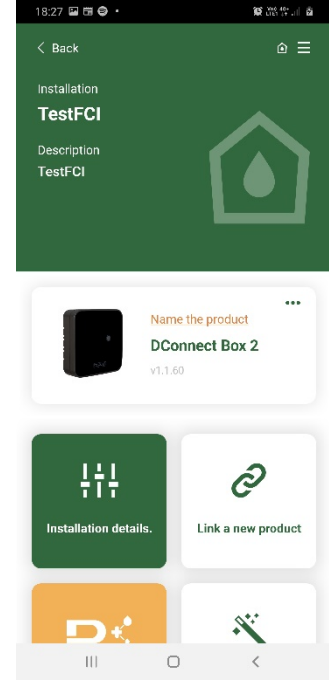 18:27
Back
Installation
TestFCI
Description
TestFCI
Name the product
DConnect Box 2
v1.1.60
Installation details.
Link a new product